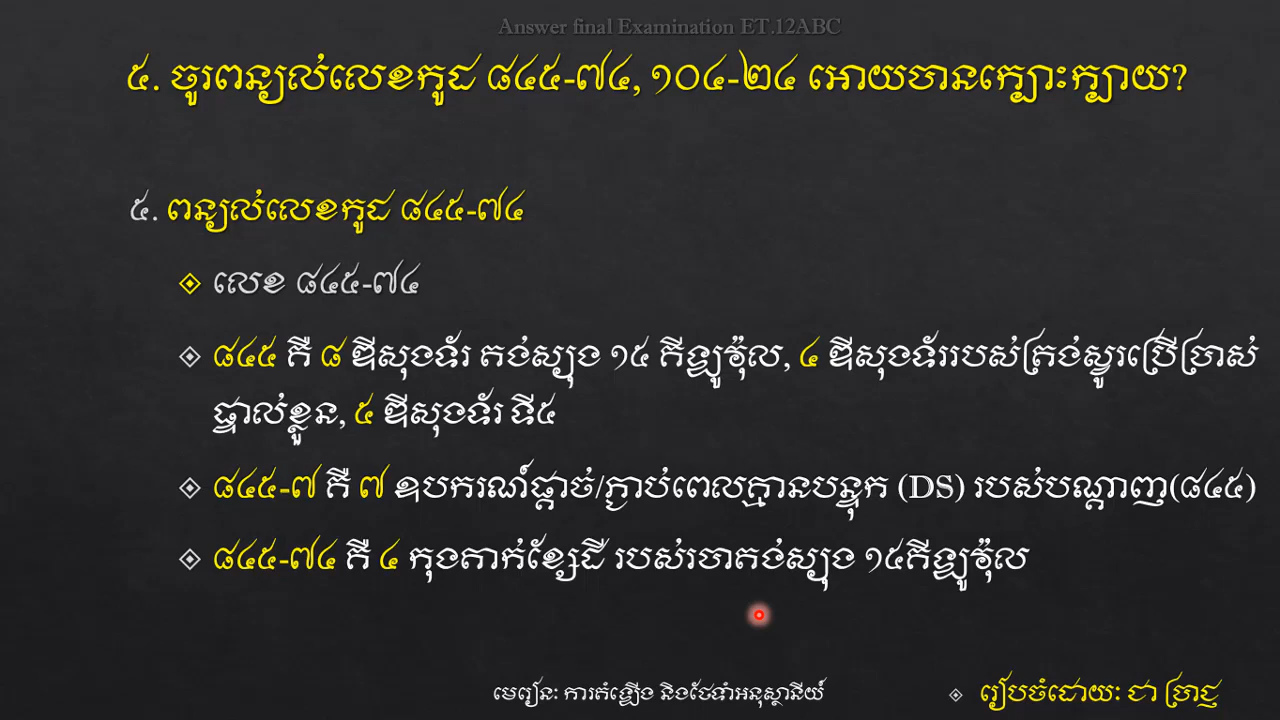 Answer final Examination ET.12ABC
៥. ចូរពន្យល់លេខកូដ ៨៤៥-៧៤, ១០៤-២៤ អោយបានក្បោះក្បាយ?
៥. ពន្យល់លេខកូដ ៨៤៥-៧៤
លេខ ៨៤៥-៧៤
៨៤៥ គឺ ៨ ឌីសុងទ័រ តង់ស្យុង ១៥ គីឡូវ៉ុល, ៤ ឌីសុងទ័ររបស់ត្រង់ស្វូរប្រើប្រាស់
ផ្ទាល់ខ្លួន, ៥ ឌីសុងទ័រ ទី៥
៨៤៥-៧ គឺ ៧ ឧបករណ៍ផ្តាច់/ភ្ជាប់ពេលគ្មានបន្ទុក (DS) របស់បណ្តាញ(៨៤៥)
៨៤៥-៧៤ គឺ ៤ កុងតាក់ខ្សែដី របស់របាតង់ស្យុង ១៥គីឡូវ៉ុល
មេរៀន: ការតំឡើង និងថែទាំអនុស្ថានីយ៍
រៀបចំដោយ: ជា ប្រាជ្ញ